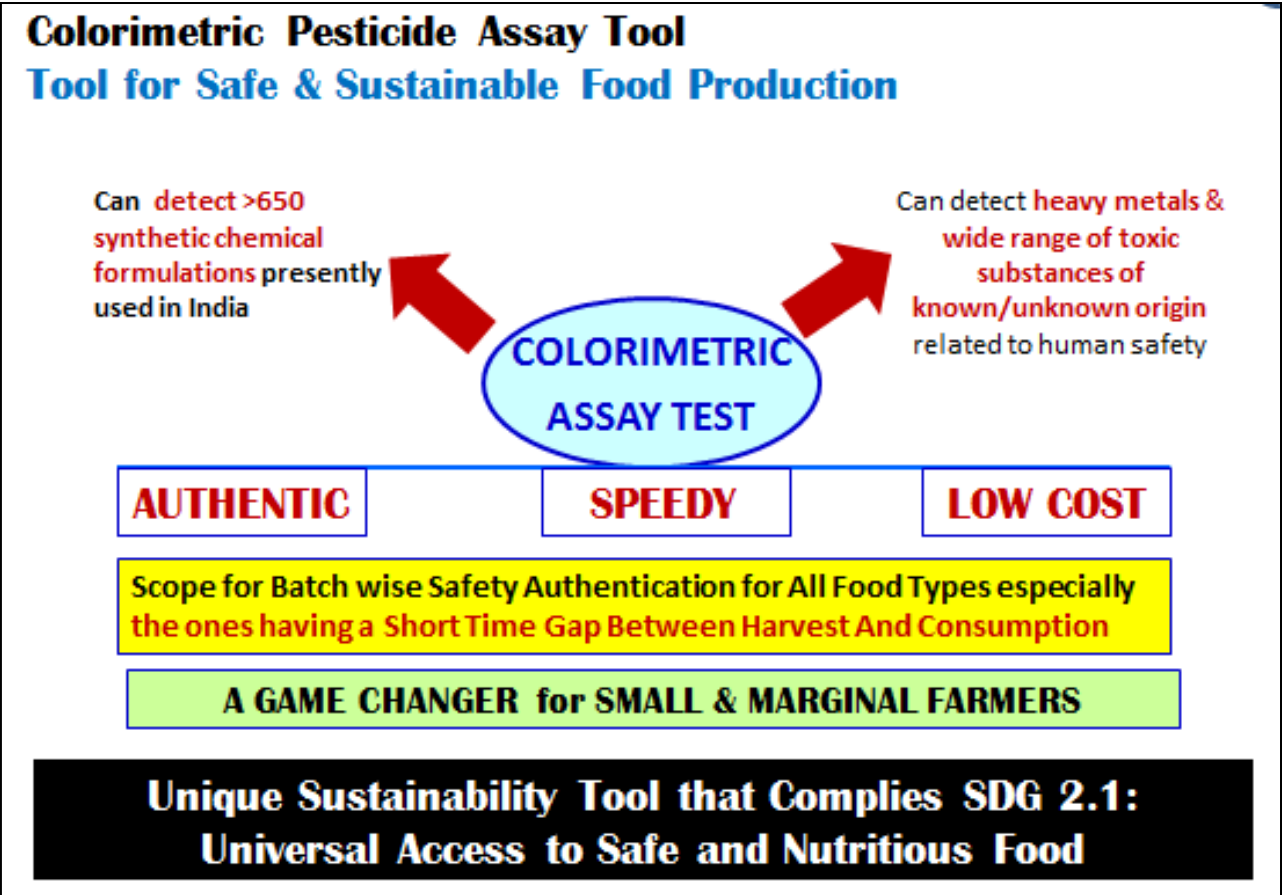 Colorimetric Pesticide Assay Tool
Tool for Safe & Sustainable Food Production
Can detect >650
synthetic chemical
formulations presently
used in India
Can detect heavy metals &
wide range of toxic
substances of
known/unknown origin
related to human safety
COLORIMETRIC
ASSAY TEST
AUTHENTIC
SPEEDY
LOW COST
Scope for Batch wise Safety Authentication for All Food Types especially
the ones having a Short Time Gap Between Harvest And Consumption
A GAME CHANGER for SMALL & MARGINAL FARMERS
Unique Sustainability Tool that Complies SDG 2.1:
Universal Access to Safe and Nutritious Food